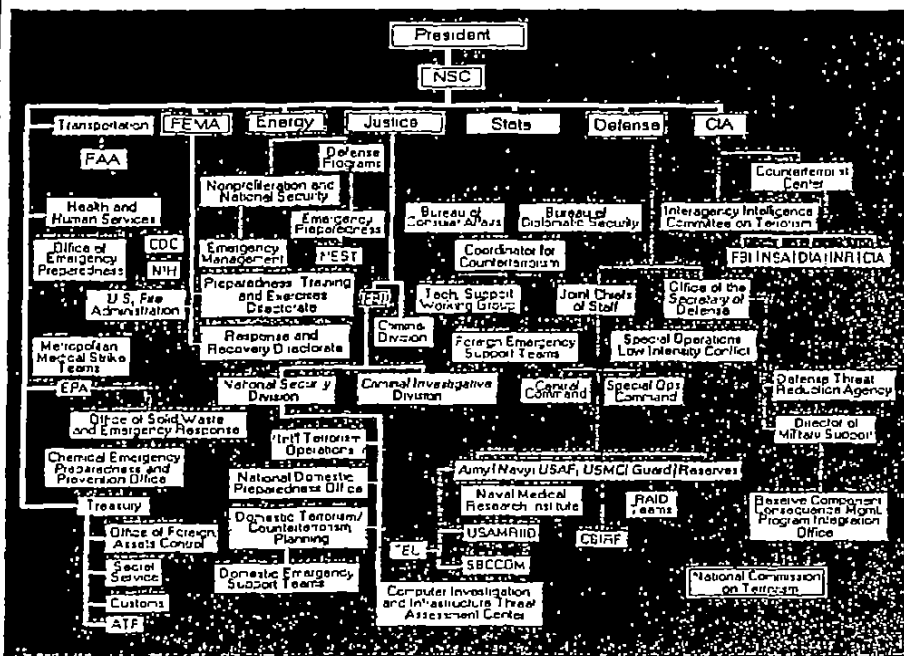 President
NSC
Transportation
FEMA
Energy
Justice
State
Defense
CIA
FAA
Defense
Programs
Counterterrorist
Center
Nonproliferation and
National Security
Health and
Human Services
Bureau of
Consular Affairs
Bureau of
Diplomatic Security
Interagency Intelligence
Committee on Terrorism
Emergency
Preparedness
Office of
Emergency
Preparedness
CDC
NIH
Emergency
Management
NEST
Coordinator for
Counterterrorism
FBI NSA DIA INR CIA
U.S. Fire
Administration
Preparedness, Training
and Exercises
Directorate
FBI
Tech. Support
Working Group
Joint Chiefs
of Staff
Office of the
Secretary of
Defense
Criminal
Division
Response and
Recovery Directorate
Foreign Emergency
Support Teams
Special Operations
Low Intensity Conflict
Metropolitan
Medical Strike
Teams
National Security
Division
Criminal Investigative
Division
Central
Command
Special Ops
Command
Defense Threat
Reduction Agency
EPA
Office of Solid Waste
and Emergency Response
Director of
Military Support
Int'l Terrorism
Operations
Chemical Emergency
Preparedness and
Prevention Office
National Domestic
Preparedness Office
Army Navy USAF USMC Guard Reserves
Naval Medical
Research Institute
RAID
Teams
Reserve Component
Consequence Mgmt.
Program Integration
Office
Treasury
Office of Foreign
Assets Control
Domestic Terrorism/
Counterterrorism
Planning
TEU
USAMRIID
CBIRF
SBCCOM
Domestic Emergency
Support Teams
Service
Customs
ATF
Computer Investigation
and Infrastructure Threat
Assessment Center
National Commission
on Terrorism